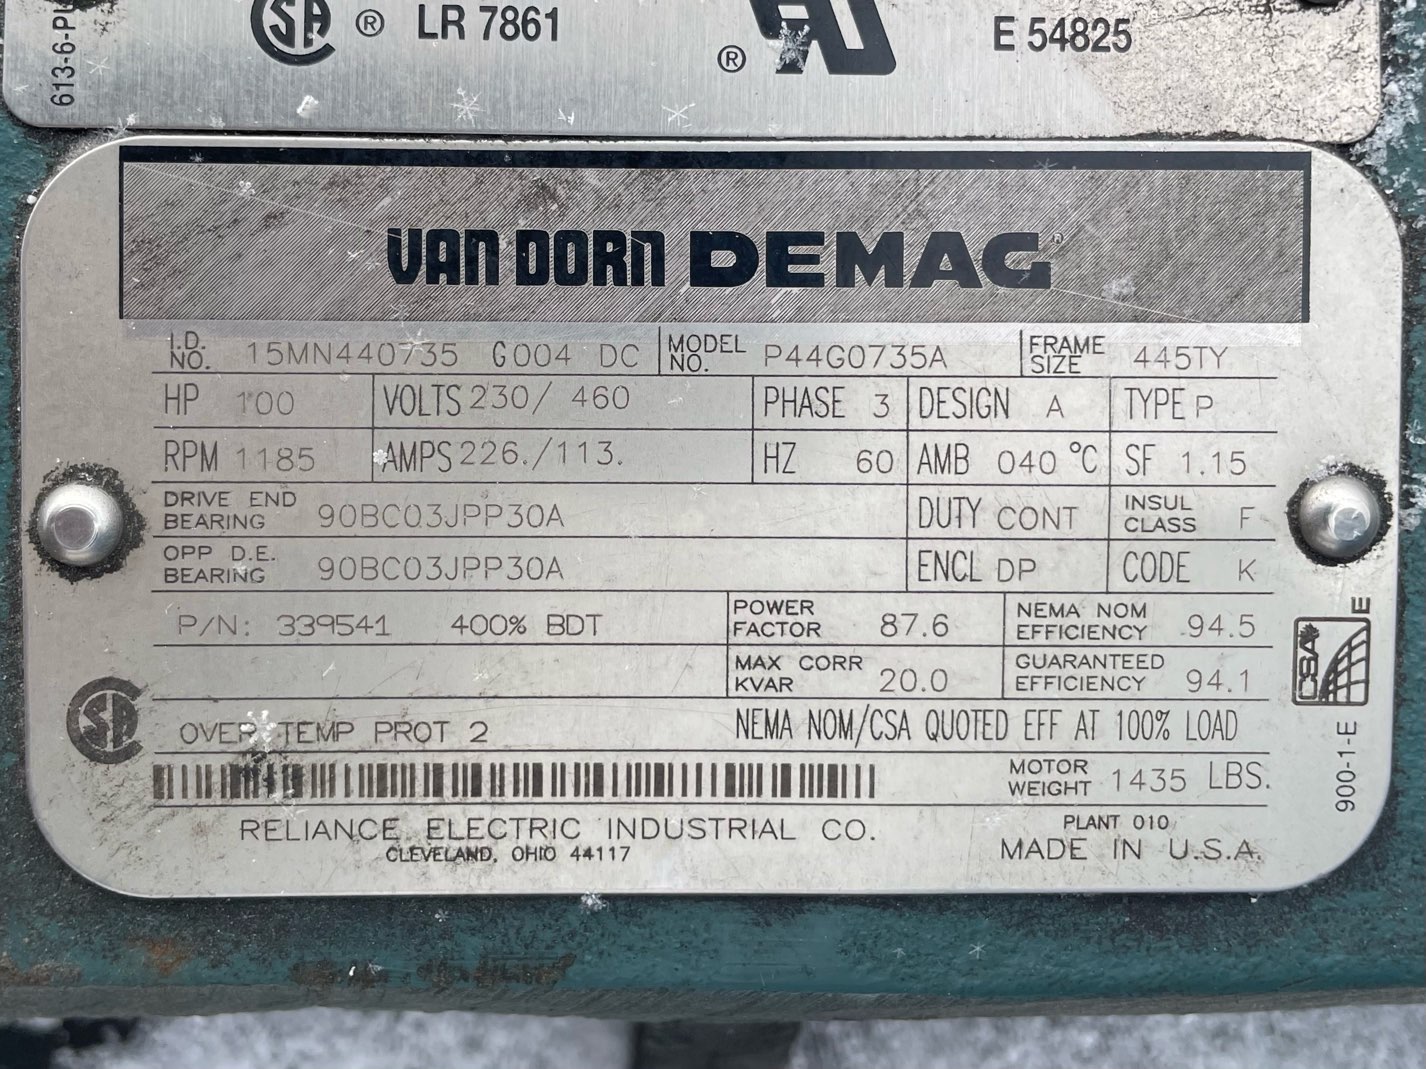 613-6-P
SA ® LR 7861
® E 54825
VAN DORN DEMAG
I.D. NO. 15MN440735 G004 DC MODEL NO. P44G0735A FRAME SIZE 445TY
HP 100 VOLTS 230/ 460 PHASE 3 DESIGN A TYPE P
RPM 1185 AMPS 226./113. HZ 60 AMB 040 °C SF 1.15
DRIVE END BEARING 90BC03JPP30A DUTY CONT INSUL CLASS F
OPP D.E. BEARING 90BC03JPP30A ENCL DP CODE K
P/N: 339541 400% BDT POWER FACTOR 87.6 NEMA NOM EFFICIENCY 94.5
MAX CORR KVAR 20.0 GUARANTEED EFFICIENCY 94.1
SA OVER TEMP PROT 2 NEMA NOM/CSA QUOTED EFF AT 100% LOAD
MOTOR WEIGHT 1435 LBS.
RELIANCE ELECTRIC INDUSTRIAL CO. PLANT 010
CLEVELAND, OHIO 44117 MADE IN U.S.A.
E
CSA
900-1-E